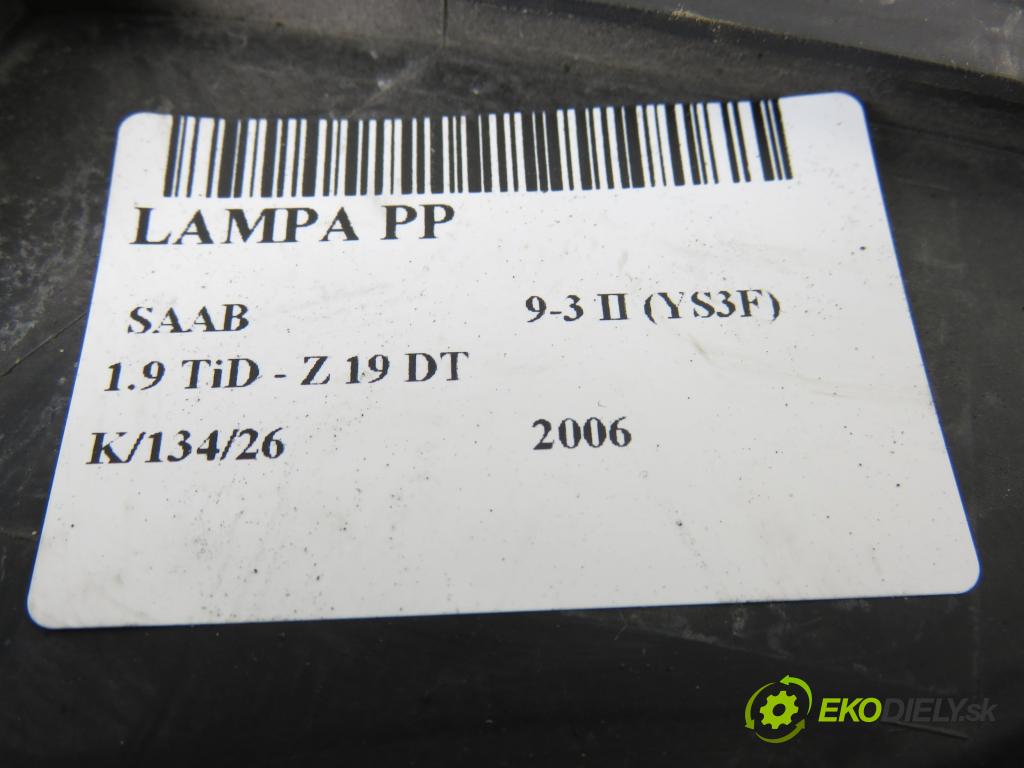 LAMPA PP
SAAB 9-3 II (YS3F)
1.9 TiD - Z 19 DT
K/134/26 2006
EKODIELY.sk